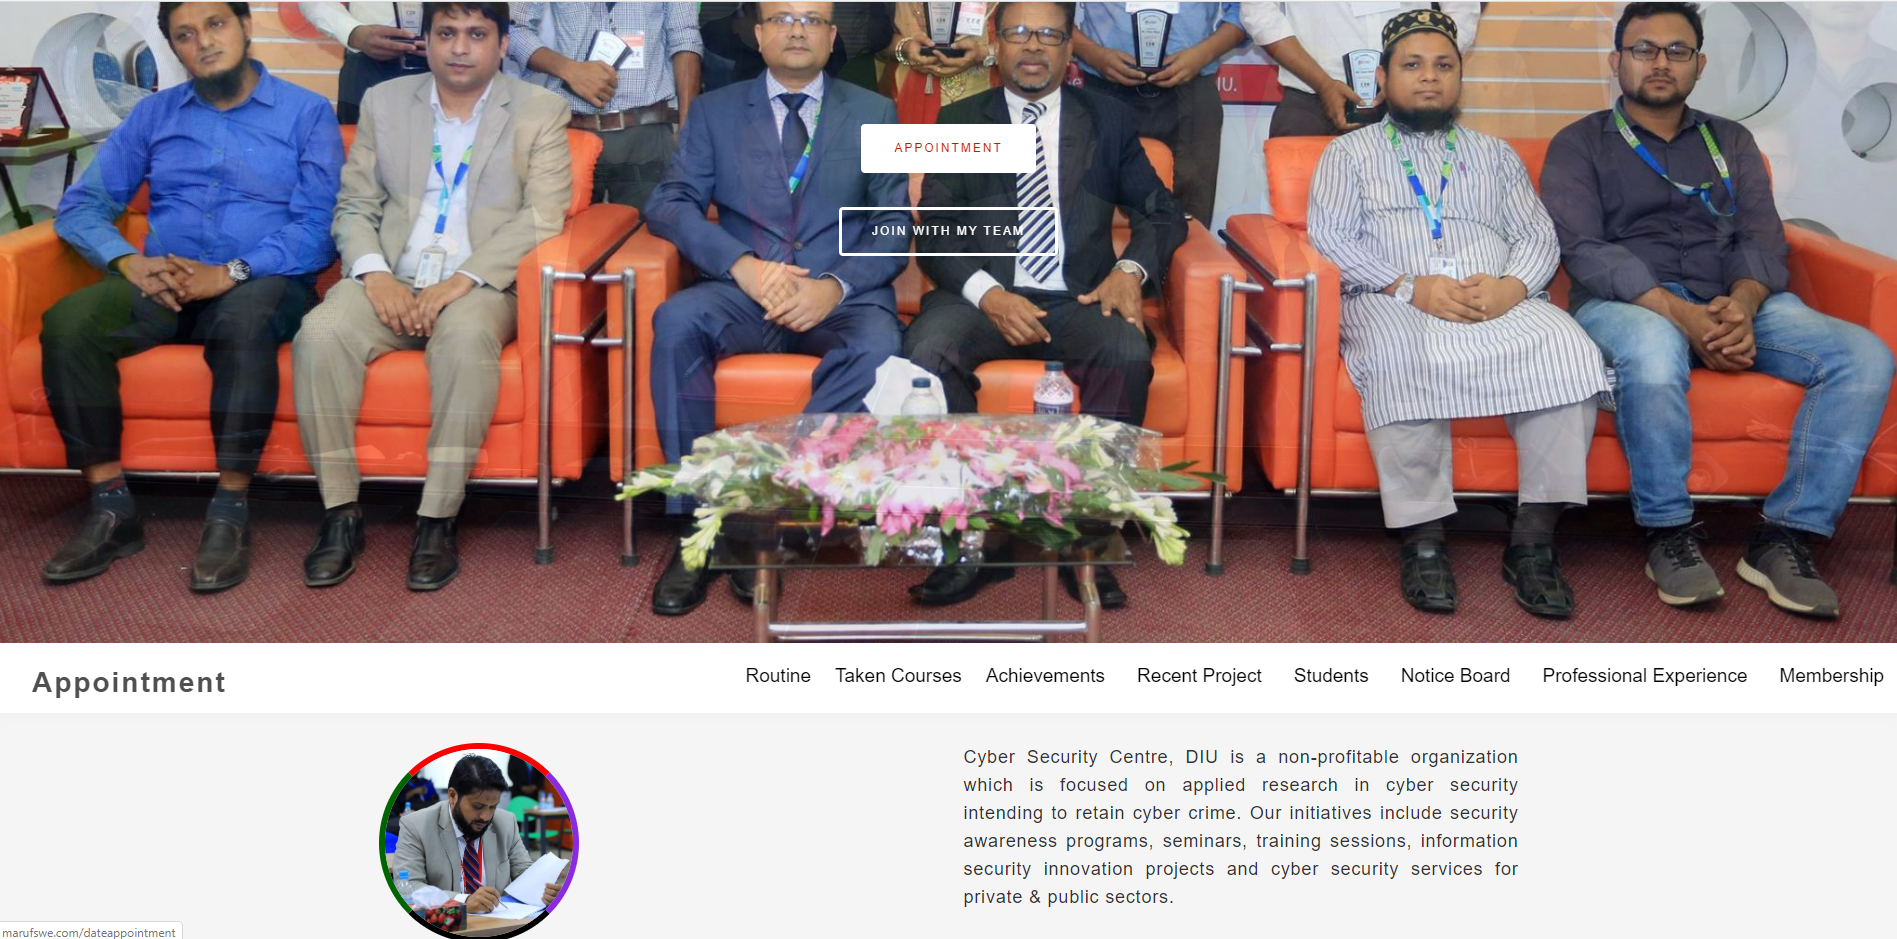 IU.
APPOINTMENT
JOIN WITH MY TEAM
Appointment
Routine Taken Courses Achievements Recent Project Students Notice Board Professional Experience Membership
Cyber Security Centre, DIU is a non-profitable organization
which is focused on applied research in cyber security
intending to retain cyber crime. Our initiatives include security
awareness programs, seminars, training sessions, information
security innovation projects and cyber security services for
private & public sectors.
marufswe.com/dateappointment